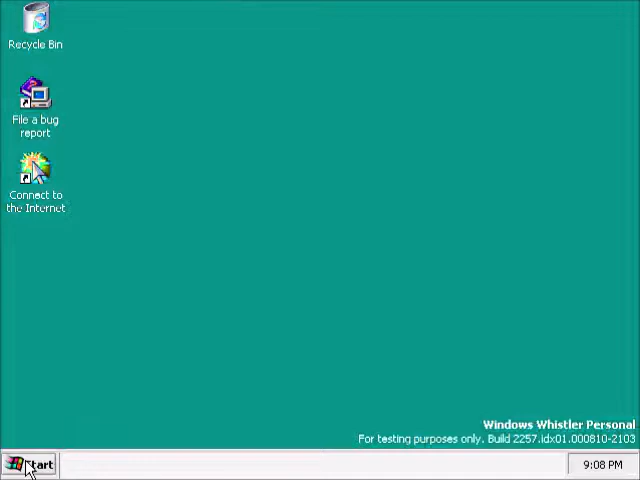 Recycle Bin
File a bug
report
Connect to
the Internet
Windows Whistler Personal
For testing purposes only. Build 2257.idx01.000810-2103
Start
9:08 PM